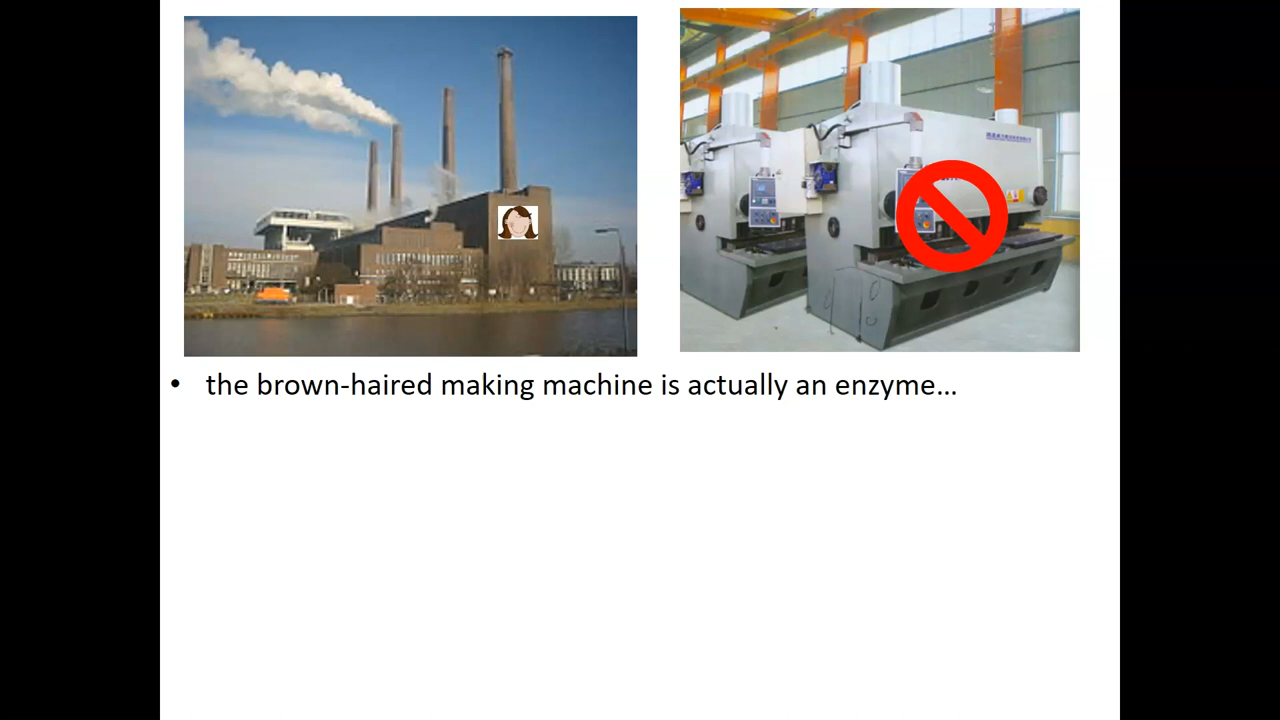 • the brown-haired making machine is actually an enzyme...